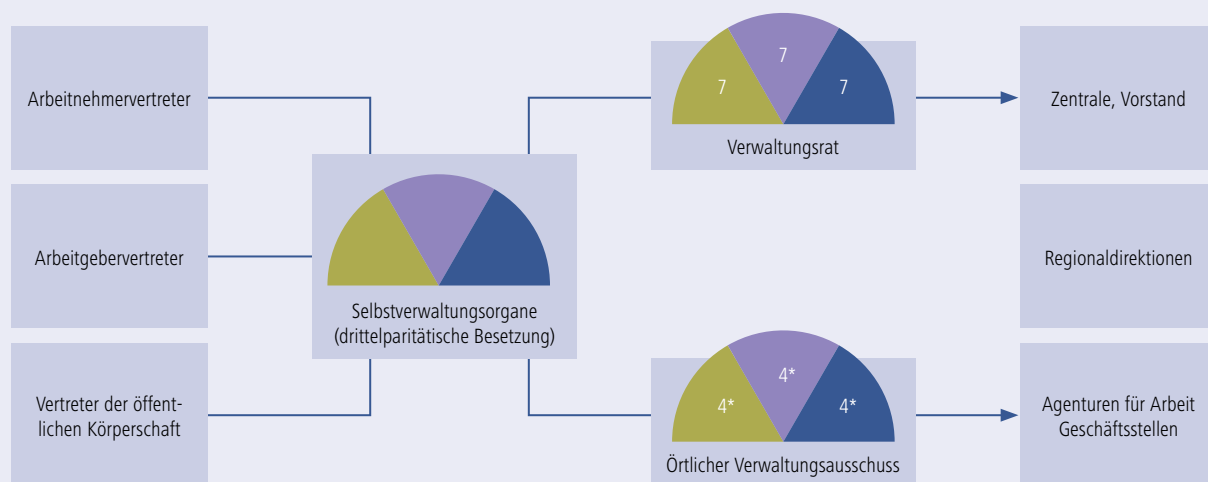 Arbeitnehmervertreter
Arbeitgebervertreter
Vertreter der öffent-
lichen Körperschaft
Selbstverwaltungsorgane
(drittelparitätische Besetzung)
7
7
7
Verwaltungsrat
4*
4*
4*
Örtlicher Verwaltungsausschuss
Zentrale, Vorstand
Regionaldirektionen
Agenturen für Arbeit
Geschäftsstellen